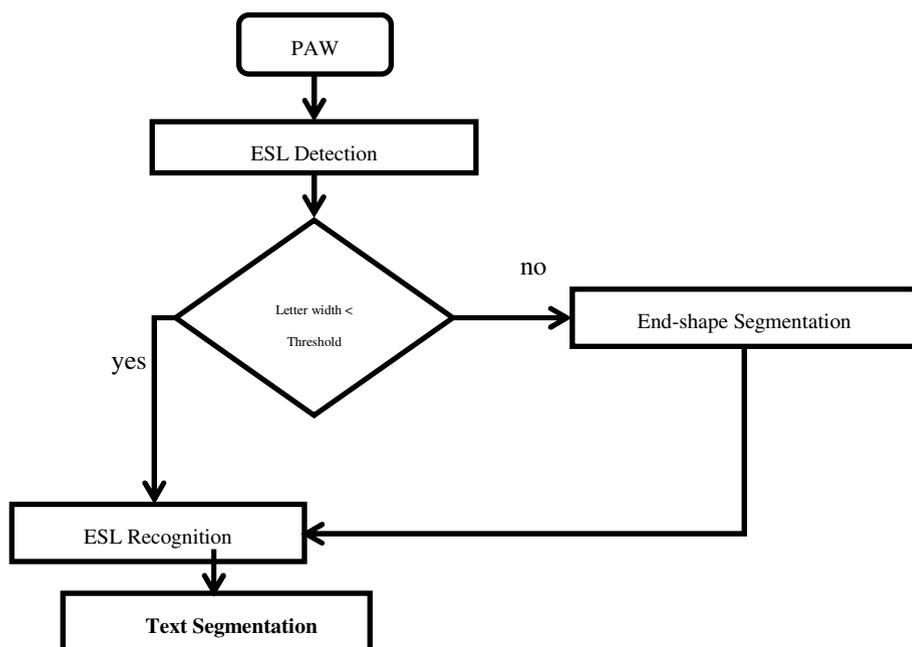 PAW
ESL Detection
no
Letter width <
Threshold
End-shape Segmentation
yes
ESL Recognition
Text Segmentation